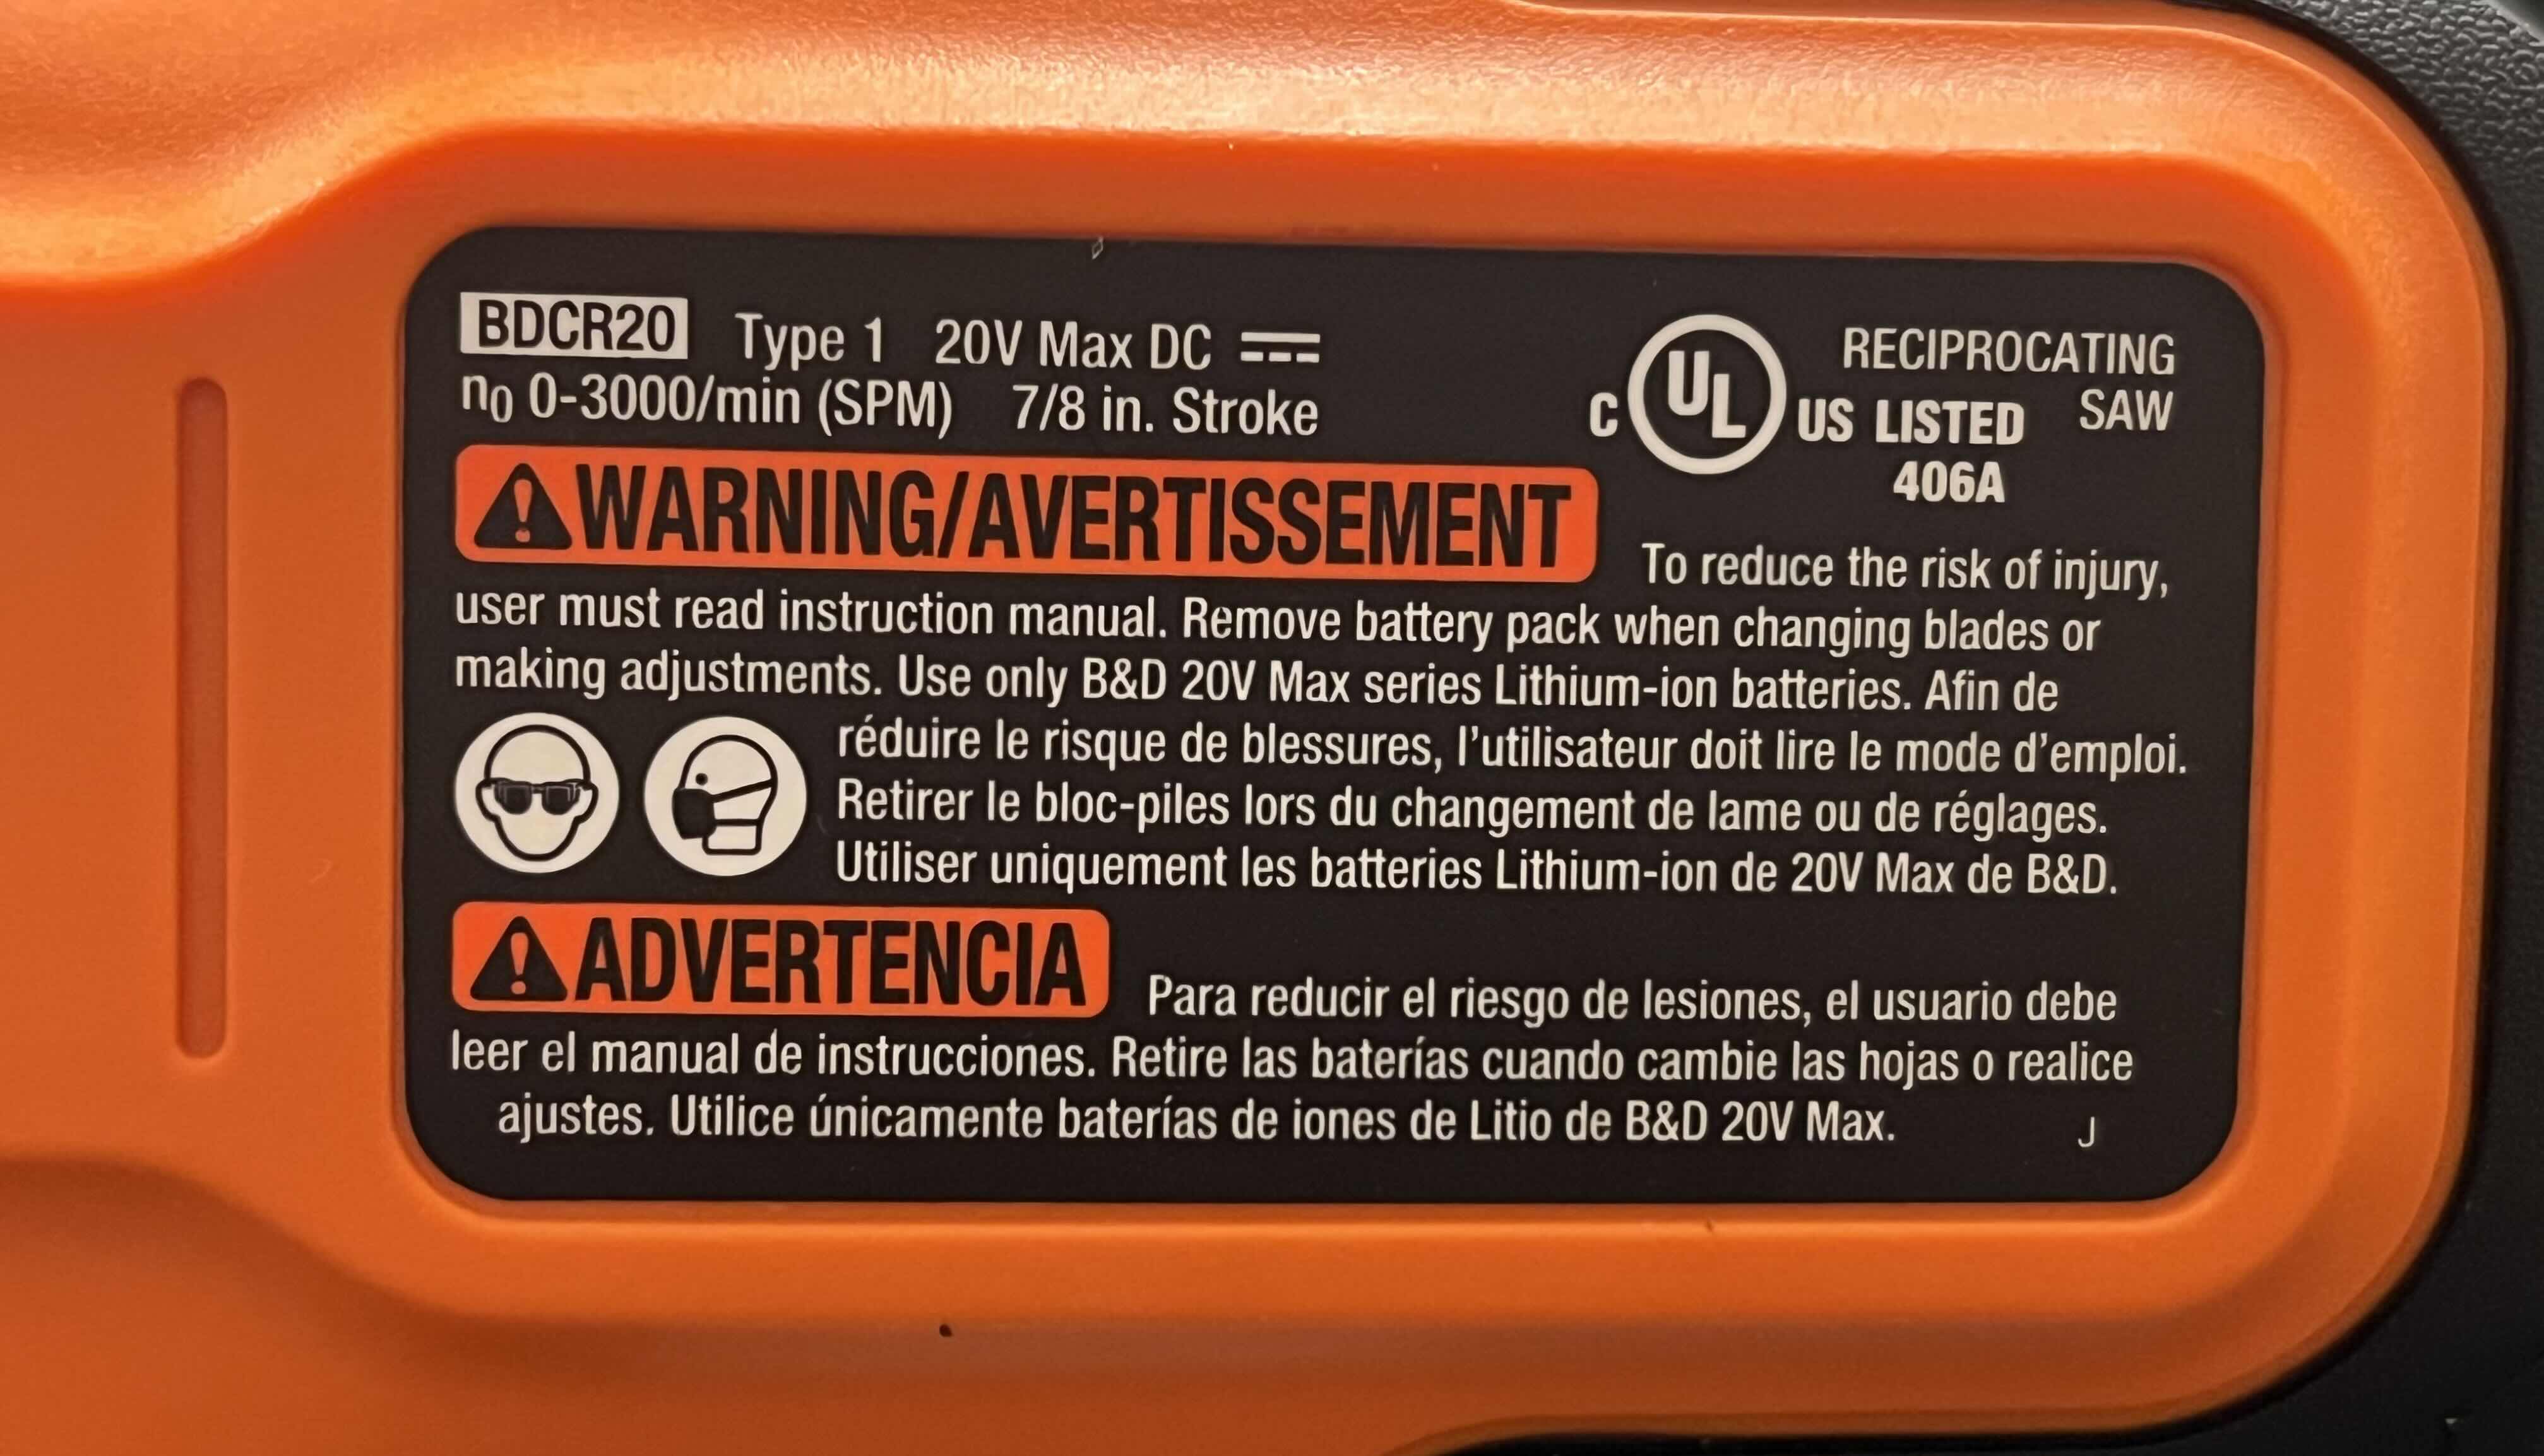 BDCR20 Type 1 20V Max DC
n0 0-3000/min (SPM) 7/8 in. Stroke
C UL US LISTED
406A
RECIPROCATING
SAW
WARNING/AVERTISSEMENT To reduce the risk of injury,
user must read instruction manual. Remove battery pack when changing blades or
making adjustments. Use only B&D 20V Max series Lithium-ion batteries. Afin de
réduire le risque de blessures, l'utilisateur doit lire le mode d'emploi.
Retirer le bloc-piles lors du changement de lame ou de réglages.
Utiliser uniquement les batteries Lithium-ion de 20V Max de B&D.
ADVERTENCIA Para reducir el riesgo de lesiones, el usuario debe
leer el manual de instrucciones. Retire las baterías cuando cambie las hojas o realice
ajustes. Utilice únicamente baterías de iones de Litio de B&D 20V Max. J